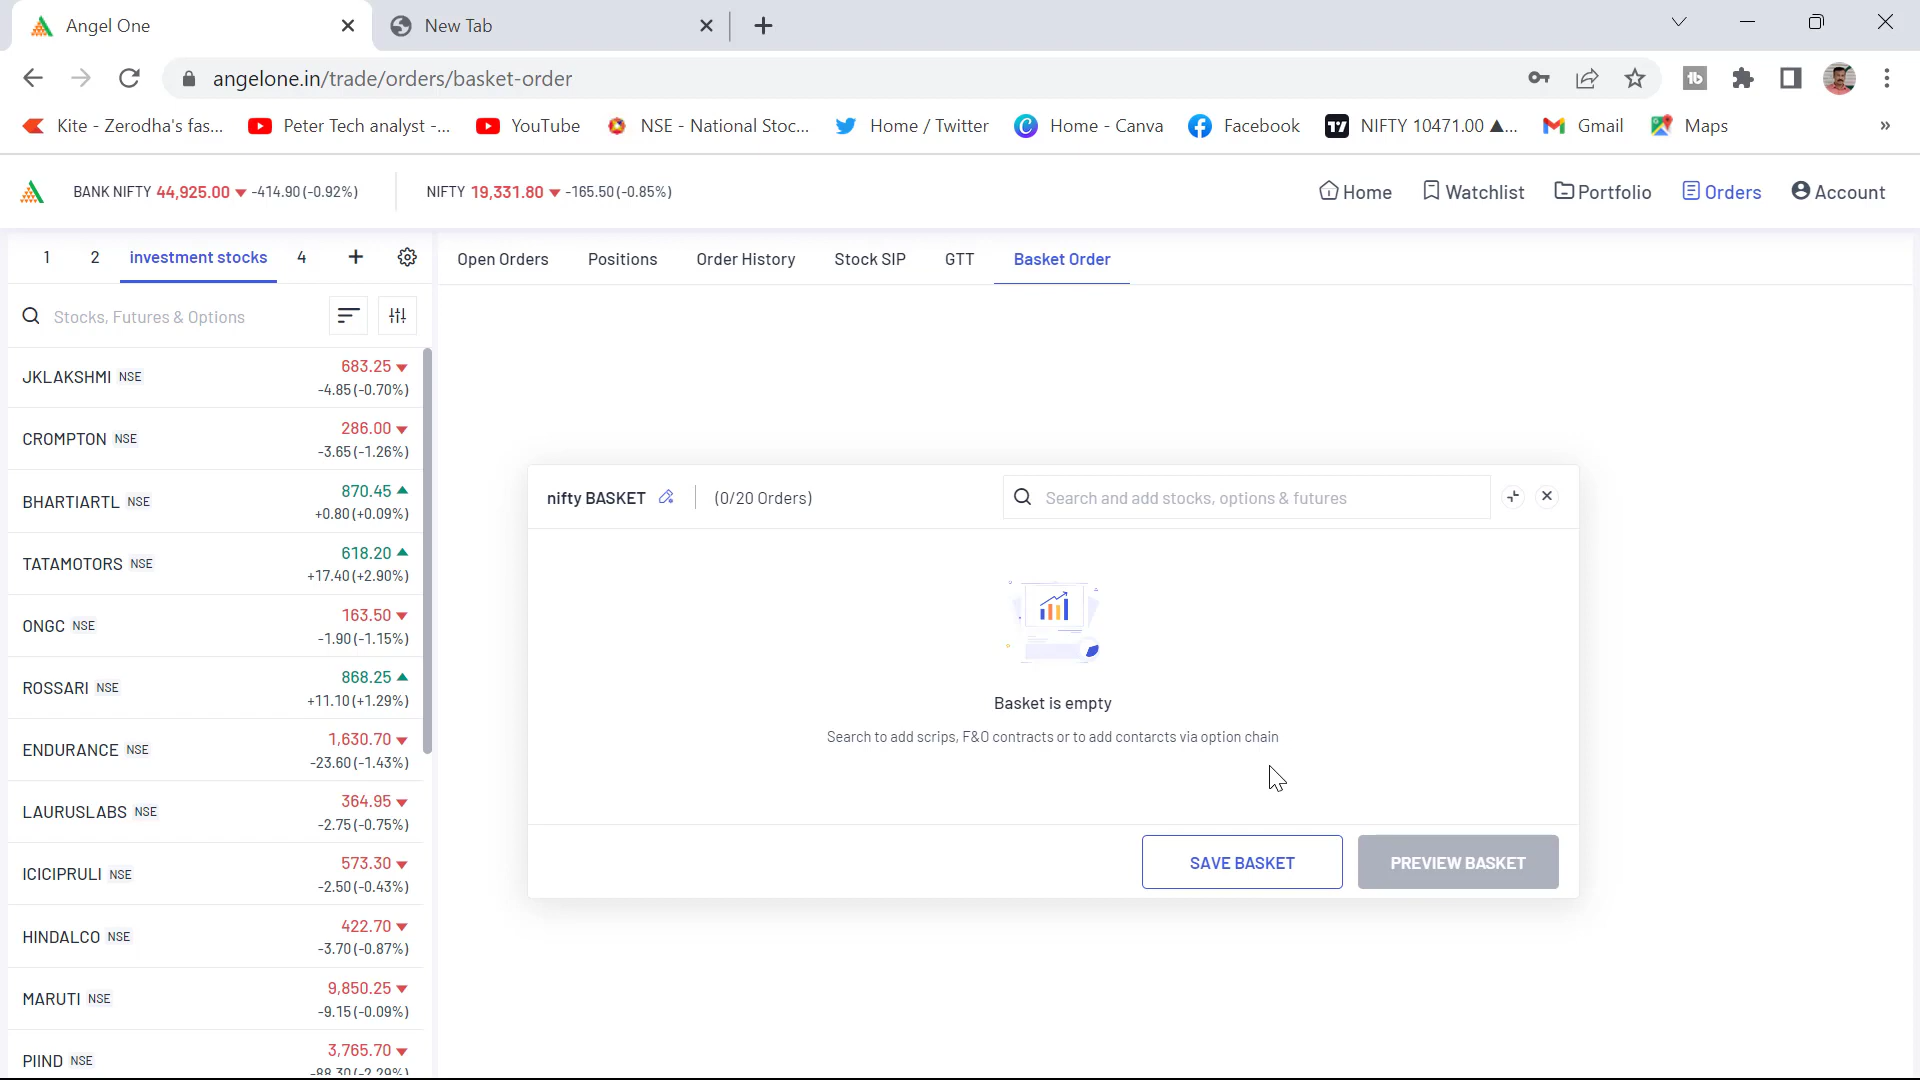 Angel One
New Tab
angelone.in/trade/orders/basket-order
Kite - Zerodha's fas... Peter Tech analyst -... YouTube NSE - National Stoc... Home / Twitter Home - Canva Facebook NIFTY 10471.00 ▲... Gmail Maps »
BANK NIFTY 44,925.00 ▼ -414.90 (-0.92%) NIFTY 19,331.80 ▼ -165.50 (-0.85%)
Home Watchlist Portfolio Orders Account
1 2 investment stocks 4 +
Open Orders Positions Order History Stock SIP GTT Basket Order
Stocks, Futures & Options
JKLAKSHMI NSE 683.25 ▼
-4.85 (-0.70%)
CROMPTON NSE 286.00 ▼
-3.65 (-1.26%)
BHARTIARTL NSE 870.45 ▲
+0.80 (+0.09%)
TATAMOTORS NSE 618.20 ▲
+17.40 (+2.90%)
ONGC NSE 163.50 ▼
-1.90 (-1.15%)
ROSSARI NSE 868.25 ▲
+11.10 (+1.29%)
ENDURANCE NSE 1,630.70 ▼
-23.60 (-1.43%)
LAURUSLABS NSE 364.95 ▼
-2.75 (-0.75%)
ICICIPRULI NSE 573.30 ▼
-2.50 (-0.43%)
HINDALCO NSE 422.70 ▼
-3.70 (-0.87%)
MARUTI NSE 9,850.25 ▼
-9.15 (-0.09%)
PIIND NSE 3,765.70 ▼
-88.30 (-2.29%)
nifty BASKET (0/20 Orders)
Search and add stocks, options & futures
Basket is empty
Search to add scrips, F&O contracts or to add contarcts via option chain
SAVE BASKET PREVIEW BASKET